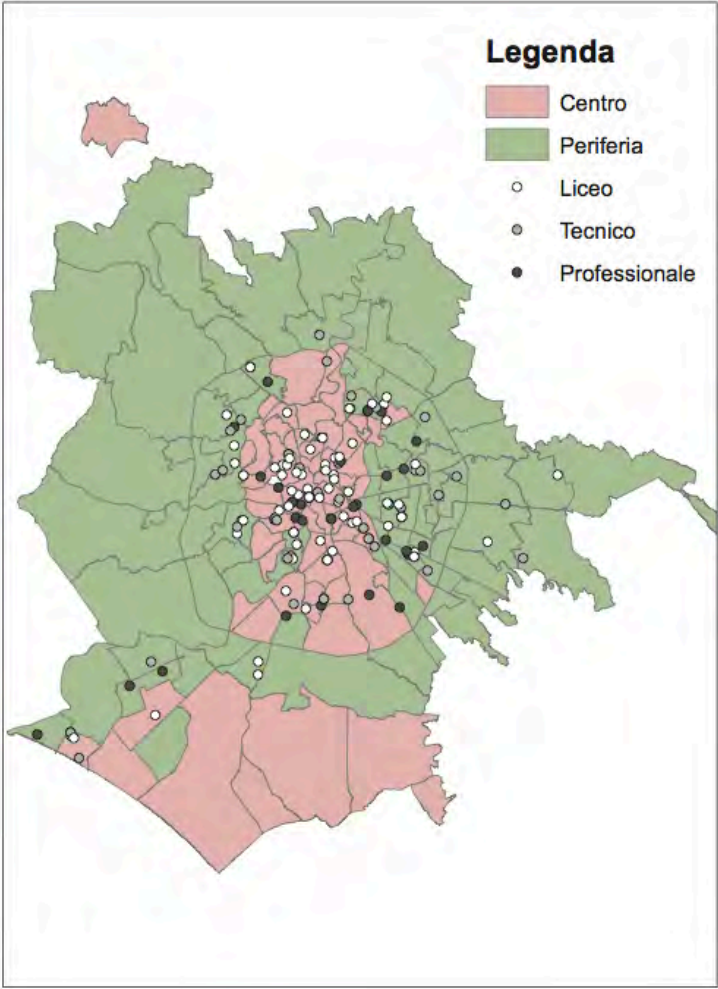 Legenda
Centro
Periferia
Liceo
Tecnico
Professionale